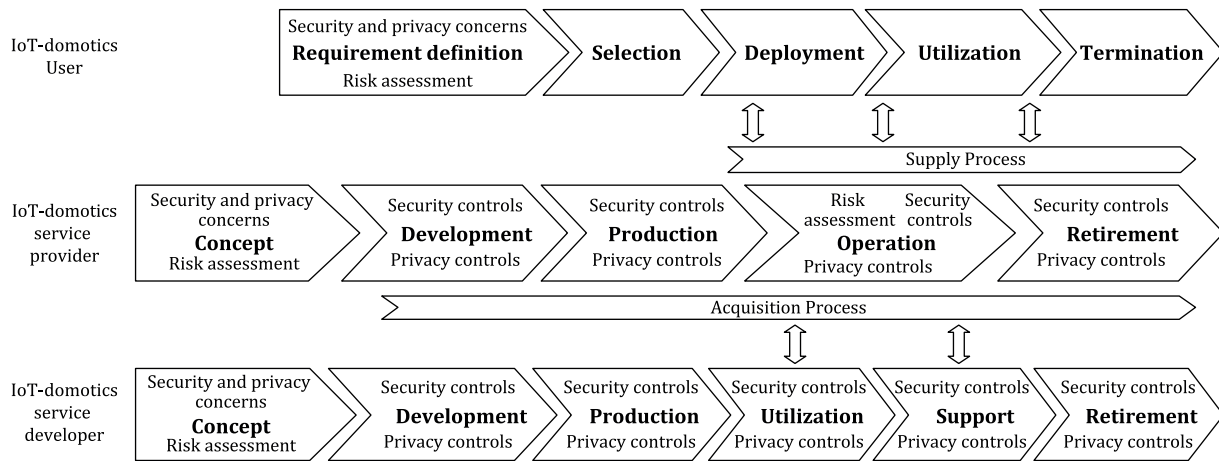 IoT-domotics
User
Security and privacy concerns
Requirement definition
Risk assessment
Selection
Deployment
Utilization
Termination
Supply Process
IoT-domotics
service
provider
Security and privacy
concerns
Concept
Risk assessment
Security controls
Development
Privacy controls
Security controls
Production
Privacy controls
Risk
assessment
Security
controls
Operation
Privacy controls
Security controls
Retirement
Privacy controls
Acquisition Process
IoT-domotics
service
developer
Security and privacy
concerns
Concept
Risk assessment
Security controls
Development
Privacy controls
Security controls
Production
Privacy controls
Security controls
Utilization
Privacy controls
Security controls
Support
Privacy controls
Security controls
Retirement
Privacy controls